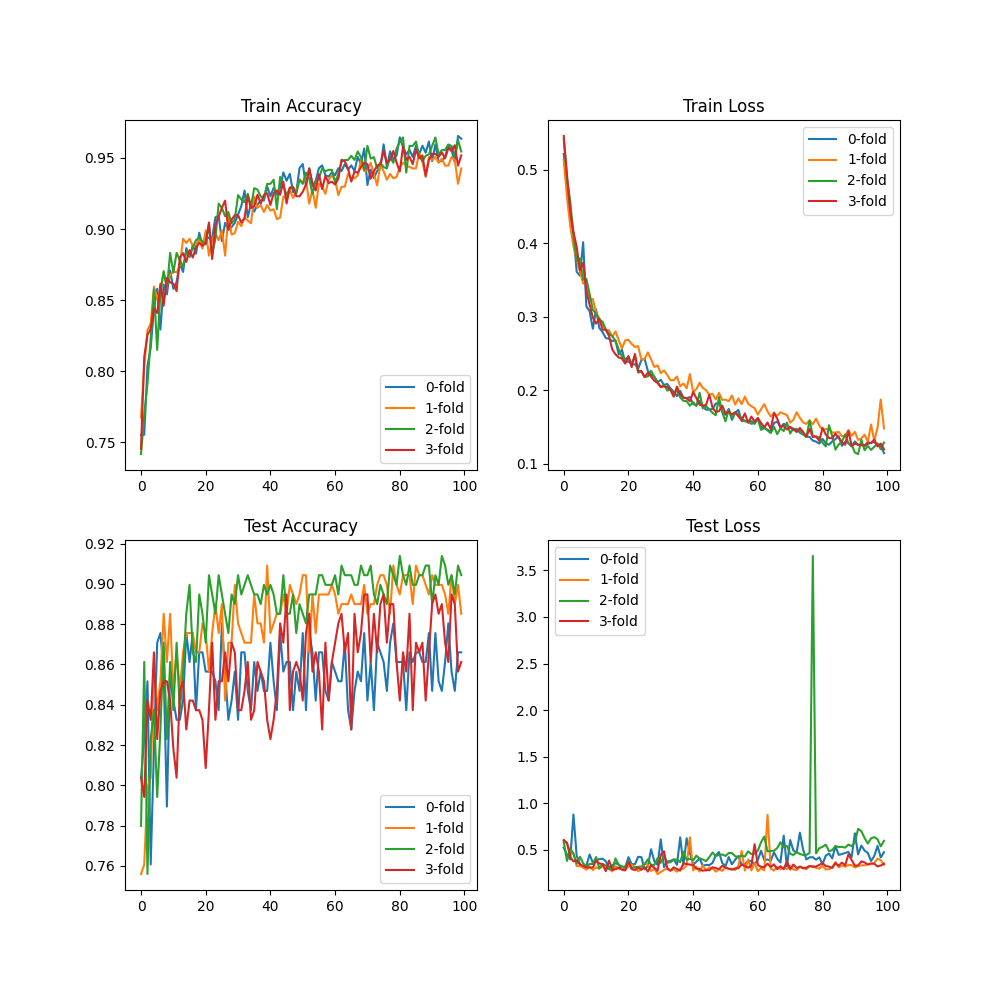 Train Accuracy
0.95
0.90
0.85
0.80
0.75
0 20 40 60 80 100
0-fold
1-fold
2-fold
3-fold
Train Loss
0.5
0.4
0.3
0.2
0.1
0 20 40 60 80 100
0-fold
1-fold
2-fold
3-fold
Test Accuracy
0.92
0.90
0.88
0.86
0.84
0.82
0.80
0.78
0.76
0 20 40 60 80 100
0-fold
1-fold
2-fold
3-fold
Test Loss
3.5
3.0
2.5
2.0
1.5
1.0
0.5
0 20 40 60 80 100
0-fold
1-fold
2-fold
3-fold